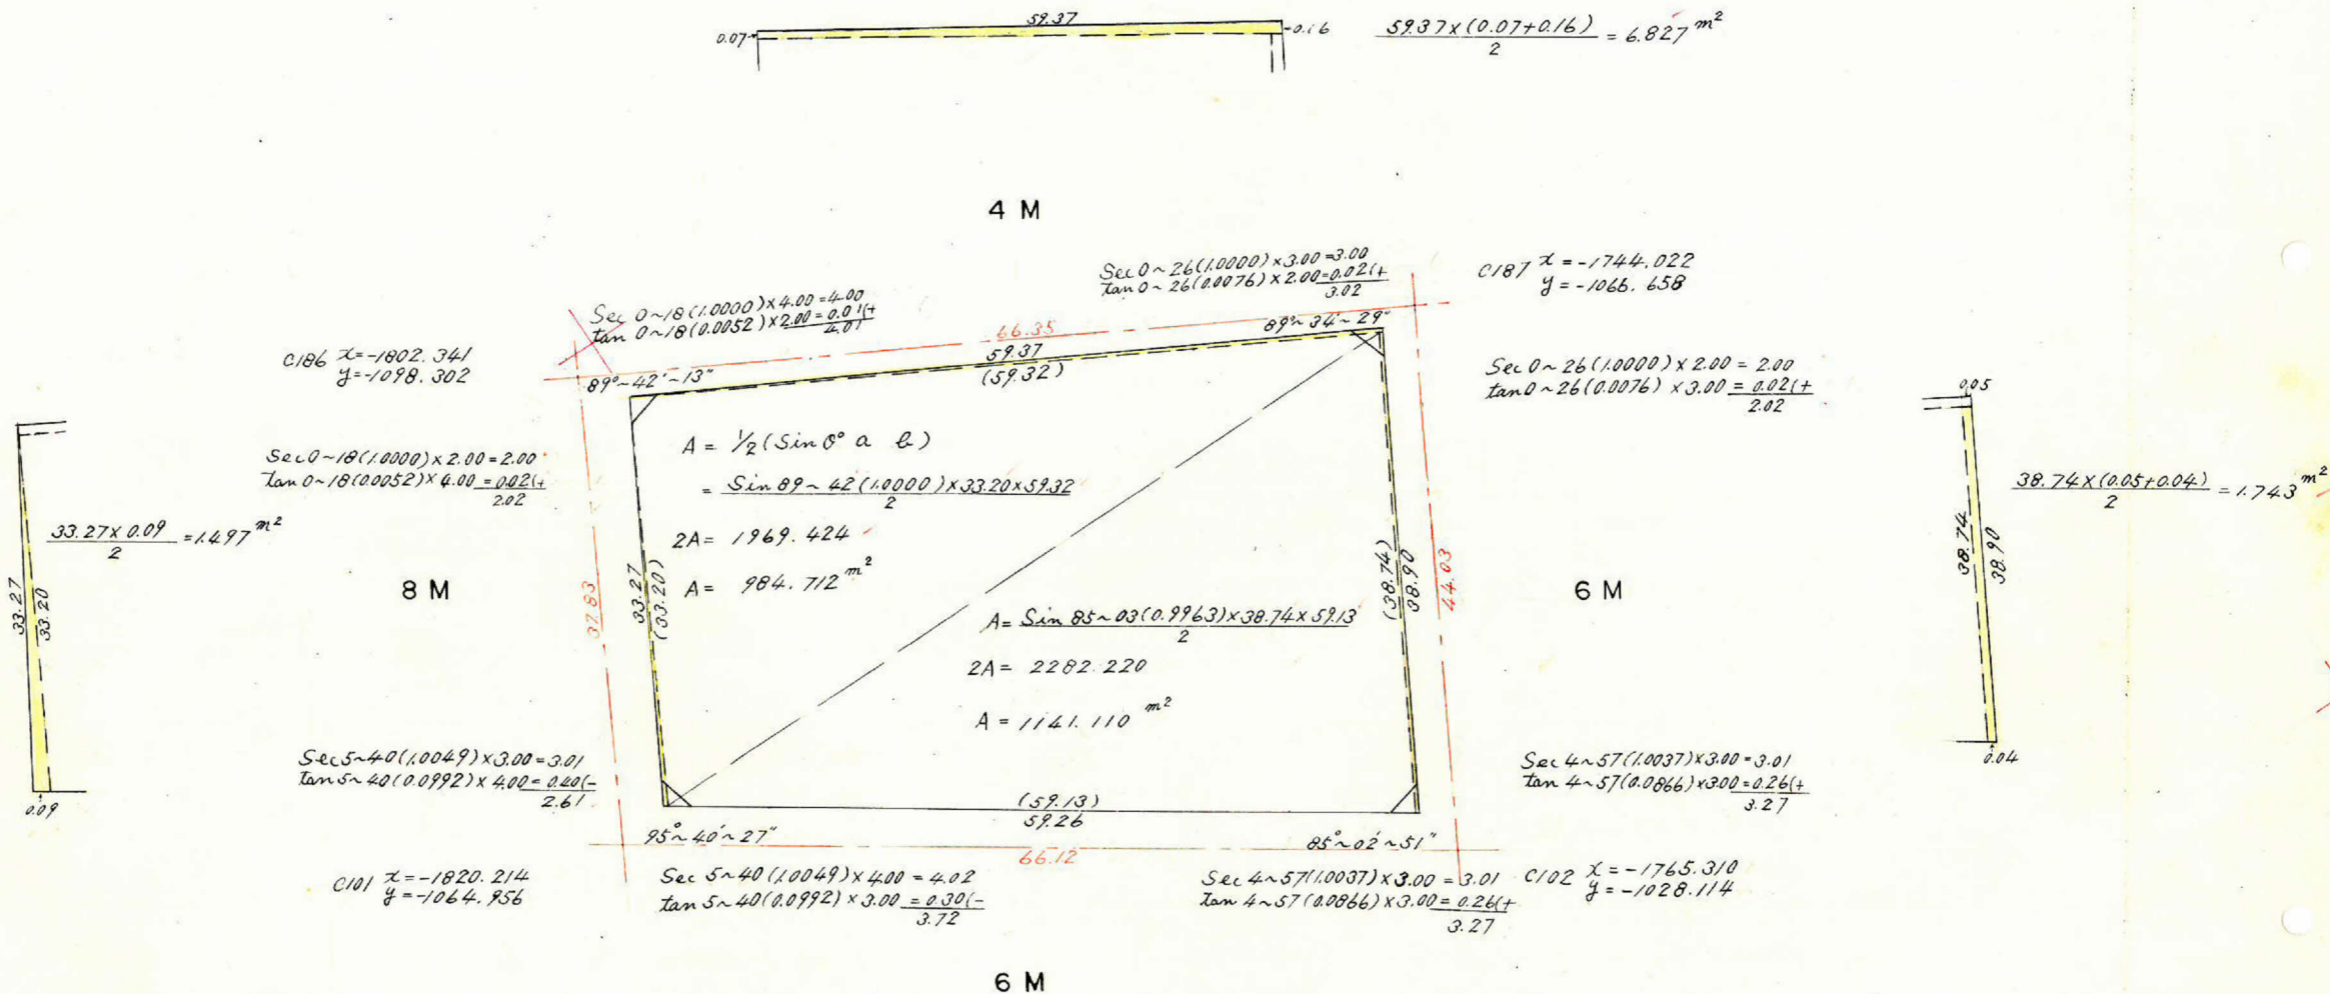 59.37
0.07
0.16
59.37×(0.07+0.16)
2
=6.827 m²
4 M
Sec 0~26(1.0000)×3.00=3.00
tan 0~26(0.0076)×2.00=0.02(+
3.02
C187 x=-1744.022
y=-1066.658
Sec 0~18(1.0000)×4.00=4.00
tan 0~18(0.0052)×2.00=0.01(+
4.01
66.35
89°~34'~29"
C186 x=-1802.341
y=-1098.302
89°~42'~13"
59.37
(59.32)
Sec 0~26(1.0000)×2.00=2.00
tan 0~26(0.0076)×3.00=0.02(+
2.02
0.05
A = 1/2(Sin θ° a b)
Sec 0~18(1.0000)×2.00=2.00
tan 0~18(0.0052)×4.00=0.02(+
2.02
= Sin 89~42(1.0000)×33.20×59.32
2
33.27×0.09
2
=1.497 m²
2A= 1969.424
A= 984.712 m²
33.27
33.20
8 M
32.83
33.27
(33.20)
(38.74)
38.90
44.03
6 M
38.74
38.90
38.74×(0.05+0.04)
2
=1.743 m²
A= Sin 85~03(0.9963)×38.74×59.13
2
2A= 2282.220
A= 1141.110 m²
Sec 5~40(1.0049)×3.00=3.01
tan 5~40(0.0992)×4.00=0.40(-
2.61
Sec 4~57(1.0037)×3.00=3.01
tan 4~57(0.0866)×3.00=0.26(+
3.27
0.04
0.09
(59.13)
59.26
95°~40'~27"
66.12
85°~02'~51"
C101 x=-1820.214
y=-1064.956
Sec 5~40(1.0049)×4.00=4.02
tan 5~40(0.0992)×3.00=0.30(-
3.72
Sec 4~57(1.0037)×3.00=3.01
tan 4~57(0.0866)×3.00=0.26(+
3.27
C102 x=-1765.310
y=-1028.114
6 M